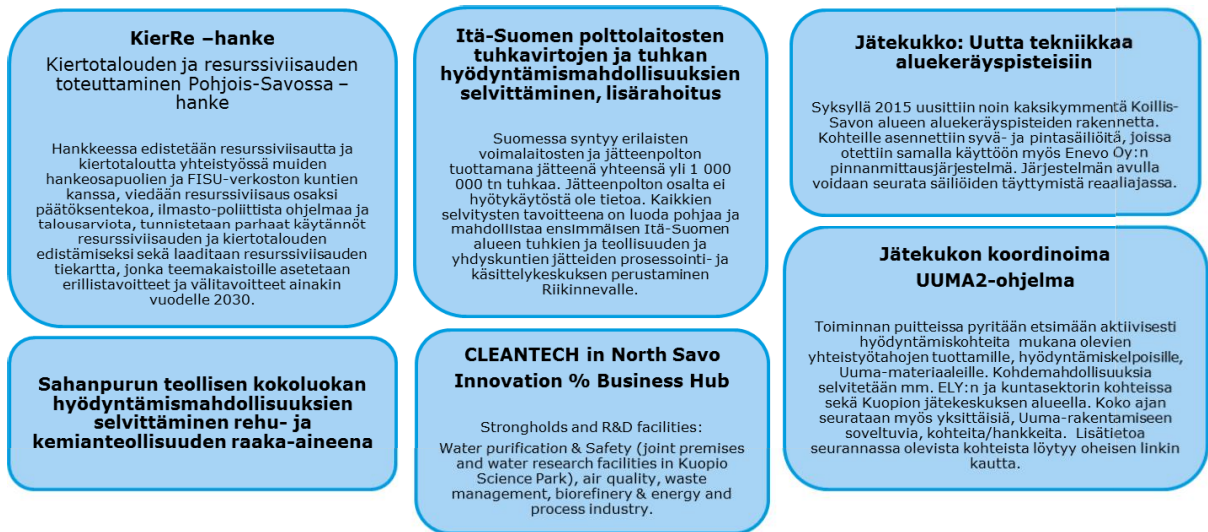 KierRe –hanke
Kiertotalouden ja resurssiviisauden
toteuttaminen Pohjois-Savossa –
hanke
Hankkeessa edistetään resurssiviisautta ja
kiertotaloutta yhteistyössä muiden
hankeosapuolien ja FISU-verkoston kuntien
kanssa, viedään resurssiviisaus osaksi
päätöksentekoa, ilmasto-poliittista ohjelmaa ja
talousarviota, tunnistetaan parhaat käytännöt
resurssiviisauden ja kiertotalouden
edistämiseksi sekä laaditaan resurssiviisauden
tiekartta, jonka teemakaistoille asetetaan
erillistavoitteet ja välitavoitteet ainakin
vuodelle 2030.
Sahanpurun teollisen kokoluokan
hyödyntämismahdollisuuksien
selvittäminen rehu- ja
kemianteollisuuden raaka-aineena
Itä-Suomen polttolaitosten
tuhkavirtojen ja tuhkan
hyödyntämismahdollisuuksien
selvittäminen, lisärahoitus
Suomessa syntyy erilaisten
voimalaitosten ja jätteenpolton
tuottamana jätteenä yhteensä yli 1 000
000 tn tuhkaa. Jätteenpolton osalta ei
hyötykäytöstä ole tietoa. Kaikkien
selvitysten tavoitteena on luoda pohjaa ja
mahdollistaa ensimmäisen Itä-Suomen
alueen tuhkien ja teollisuuden ja
yhdyskuntien jätteiden prosessointi- ja
käsittelykeskuksen perustaminen
Riikinnevalle.
CLEANTECH in North Savo
Innovation % Business Hub
Strongholds and R&D facilities:
Water purification & Safety (joint premises
and water research facilities in Kuopio
Science Park), air quality, waste
management, biorefinery & energy and
process industry.
Jätekukko: Uutta tekniikkaa
aluekeräyspisteisiin
Syksyllä 2015 uusittiin noin kaksikymmentä Koillis-
Savon alueen aluekeräyspisteiden rakennetta.
Kohteille asennettiin syvä- ja pintasäiliöitä, joissa
otettiin samalla käyttöön myös Enevo Oy:n
pinnanmittausjärjestelmä. Järjestelmän avulla
voidaan seurata säiliöiden täyttymistä reaaliajassa.
Jätekukon koordinoima
UUMA2-ohjelma
Toiminnan puitteissa pyritään etsimään aktiivisesti
hyödyntämiskohteita mukana olevien
yhteistyötahojen tuottamille, hyödyntämiskelpoisille,
Uuma-materiaaleille. Kohdemahdollisuuksia
selvitetään mm. ELY:n ja kuntasektorin kohteissa
sekä Kuopion jätekeskuksen alueella. Koko ajan
seurataan myös yksittäisiä, Uuma-rakentamiseen
soveltuvia, kohteita/hankkeita. Lisätietoa
seurannassa olevista kohteista löytyy oheisen linkin
kautta.